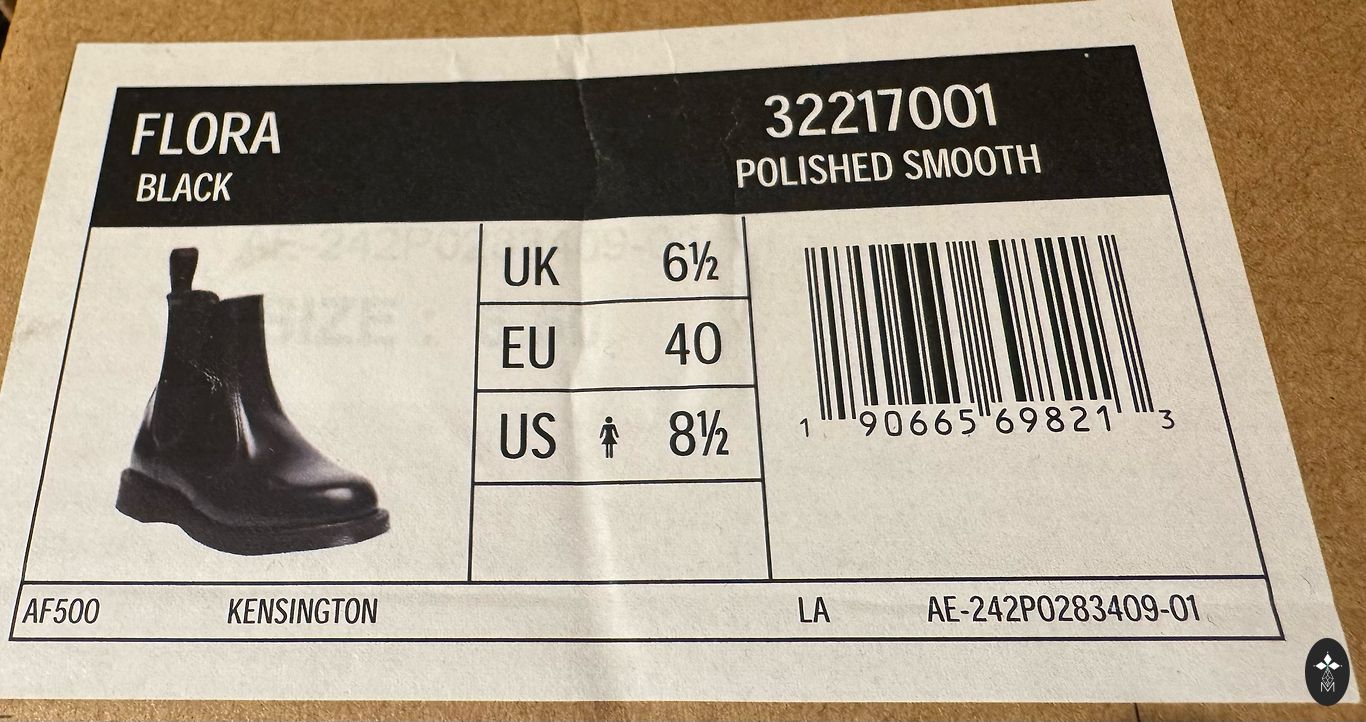 FLORA
BLACK
32217001
POLISHED SMOOTH
UK 6½
EU 40
US 8½
1 90665 69821 3
AF500 KENSINGTON LA AE-242P0283409-01
M